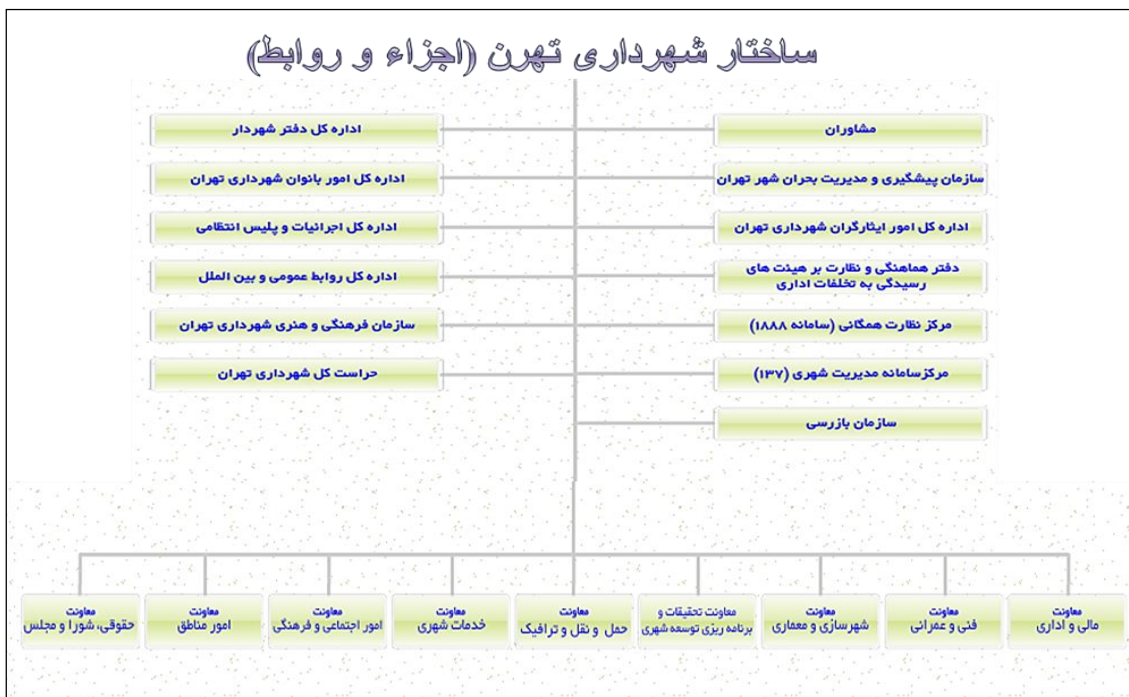 ساختار شهرداری تهرن (اجزاء و روابط)
مشاوران
اداره کل دفتر شهردار
سازمان پیشگیری و مدیریت بحران شهر تهران
اداره کل امور بانوان شهرداری تهران
اداره کل امور ایثارگران شهرداری تهران
اداره کل اجرائیات و پلیس انتظامی
دفتر هماهنگی و نظارت بر هیئت های
رسیدگی به تخلفات اداری
اداره کل روابط عمومی و بین الملل
مرکز نظارت همگانی (سامانه ۱۸۸۸)
سازمان فرهنگی و هنری شهرداری تهران
مرکزسامانه مدیریت شهری (۱۳۷)
حراست کل شهرداری تهران
سازمان بازرسی
معاونت
مالی و اداری
معاونت
فنی و عمرانی
معاونت
شهرسازی و معماری
معاونت تحقیقات و
برنامه ریزی توسعه شهری
معاونت
حمل و نقل و ترافیک
معاونت
خدمات شهری
معاونت
امور اجتماعی و فرهنگی
معاونت
امور مناطق
معاونت
حقوقی، شورا و مجلس